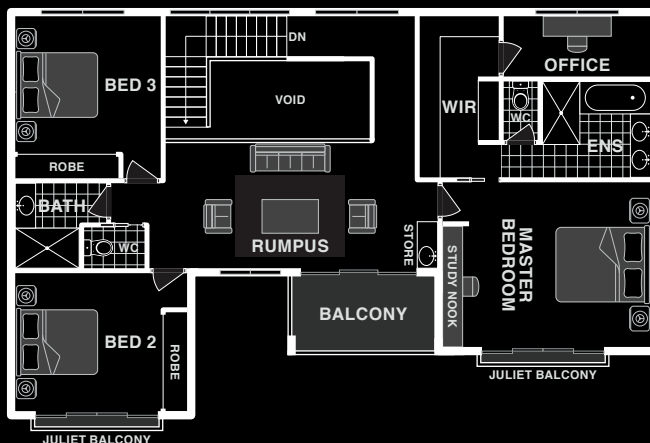 DN
OFFICE
BED 3
VOID
WIR
WC
ENS
ROBE
BATH
WC
RUMPUS
STORE
STUDY NOOK
MASTER
BEDROOM
BALCONY
BED 2
ROBE
JULIET BALCONY
JULIET BALCONY